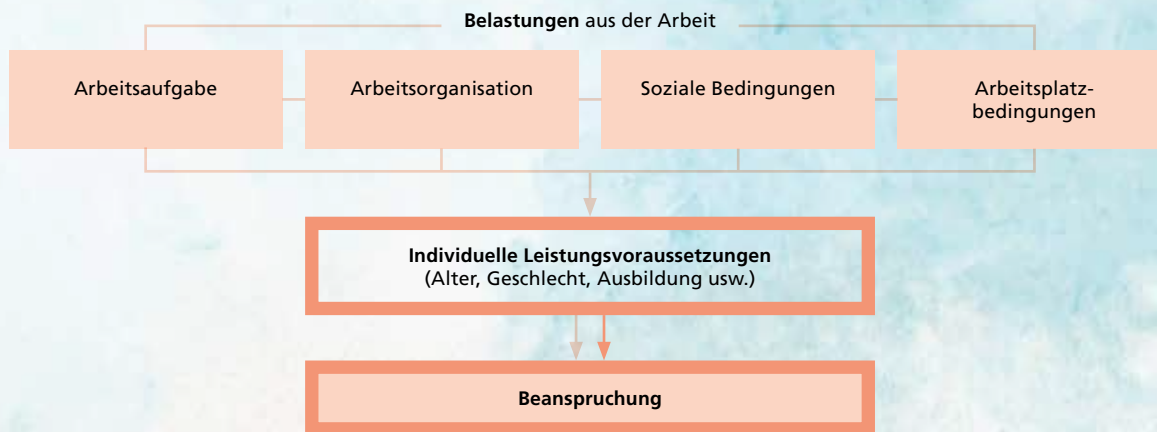 Belastungen aus der Arbeit
Arbeitsaufgabe
Arbeitsorganisation
Soziale Bedingungen
Arbeitsplatz-
bedingungen
Individuelle Leistungsvoraussetzungen
(Alter, Geschlecht, Ausbildung usw.)
Beanspruchung